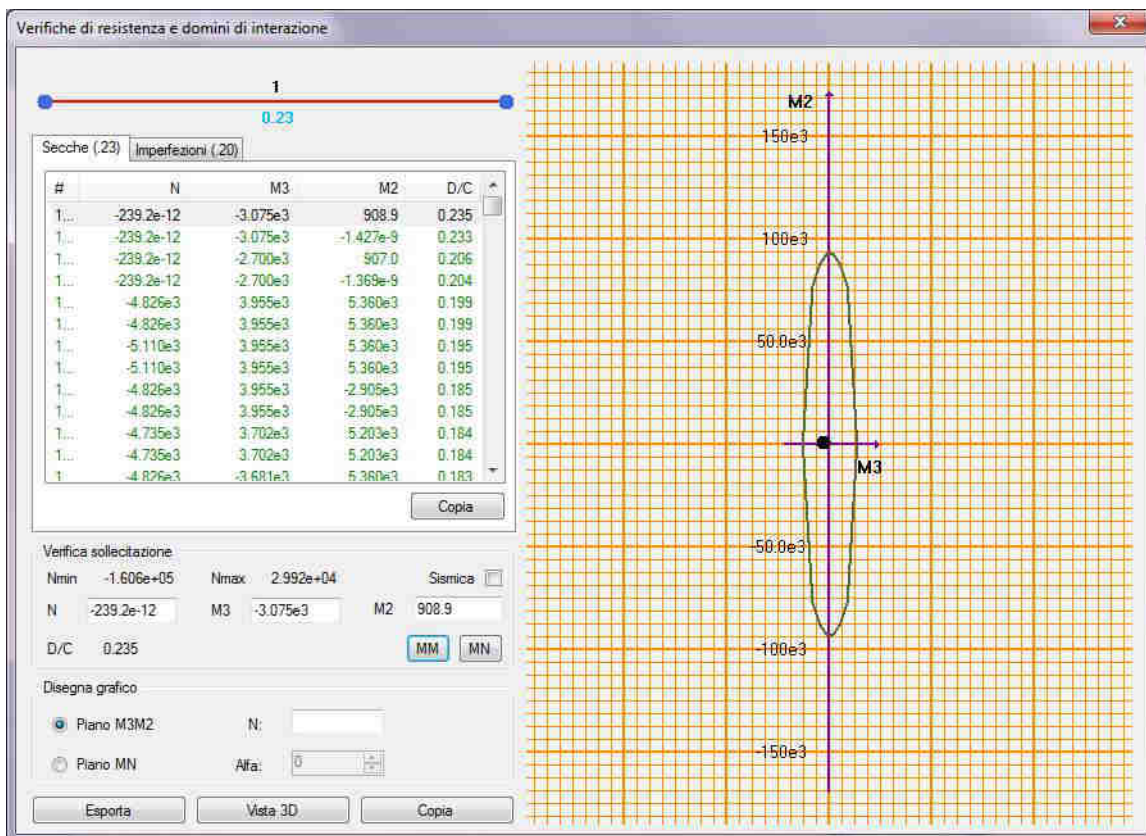 Verifiche di resistenza e domini di interazione
1
0.23
Secche (.23) Imperfezioni (.20)
# N M3 M2 D/C
1... -239.2e-12 -3.075e3 908.9 0.235
1... -239.2e-12 -3.075e3 -1.427e-9 0.233
1... -239.2e-12 -2.700e3 907.0 0.206
1... -239.2e-12 -2.700e3 -1.369e-9 0.204
1... -4.826e3 3.955e3 5.360e3 0.199
1... -4.826e3 3.955e3 5.360e3 0.199
1... -5.110e3 3.955e3 5.360e3 0.195
1... -5.110e3 3.955e3 5.360e3 0.195
1... -4.826e3 3.955e3 -2.905e3 0.185
1... -4.826e3 3.955e3 -2.905e3 0.185
1... -4.735e3 3.702e3 5.203e3 0.184
1... -4.735e3 3.702e3 5.203e3 0.184
1 -4.826e3 -3.681e3 5.360e3 0.183
Copia
Verifica sollecitazione
Nmin -1.606e+05 Nmax 2.992e+04 Sismica
N -239.2e-12 M3 -3.075e3 M2 908.9
D/C 0.235 MM MN
Disegna grafico
Piano M3M2 N:
Piano MN Alfa: 0
Esporta Vista 3D Copia
M2
150e3
100e3
50.0e3
M3
-50.0e3
-100e3
-150e3